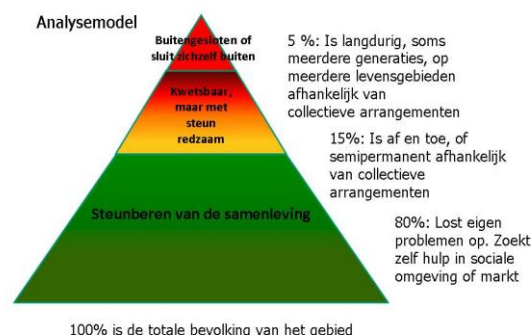 Analysemodel
Buitengesloten of
sluit zichzelf buiten
5 %: Is langdurig, soms
meerdere generaties, op
meerdere levensgebieden
afhankelijk van
collectieve arrangementen
Kwetsbaar,
maar met
steun
redzaam
15%: Is af en toe, of
semipermanent afhankelijk
van collectieve
arrangementen
Steunberen van de samenleving
80%: Lost eigen
problemen op. Zoekt
zelf hulp in sociale
omgeving of markt
100% is de totale bevolking van het gebied